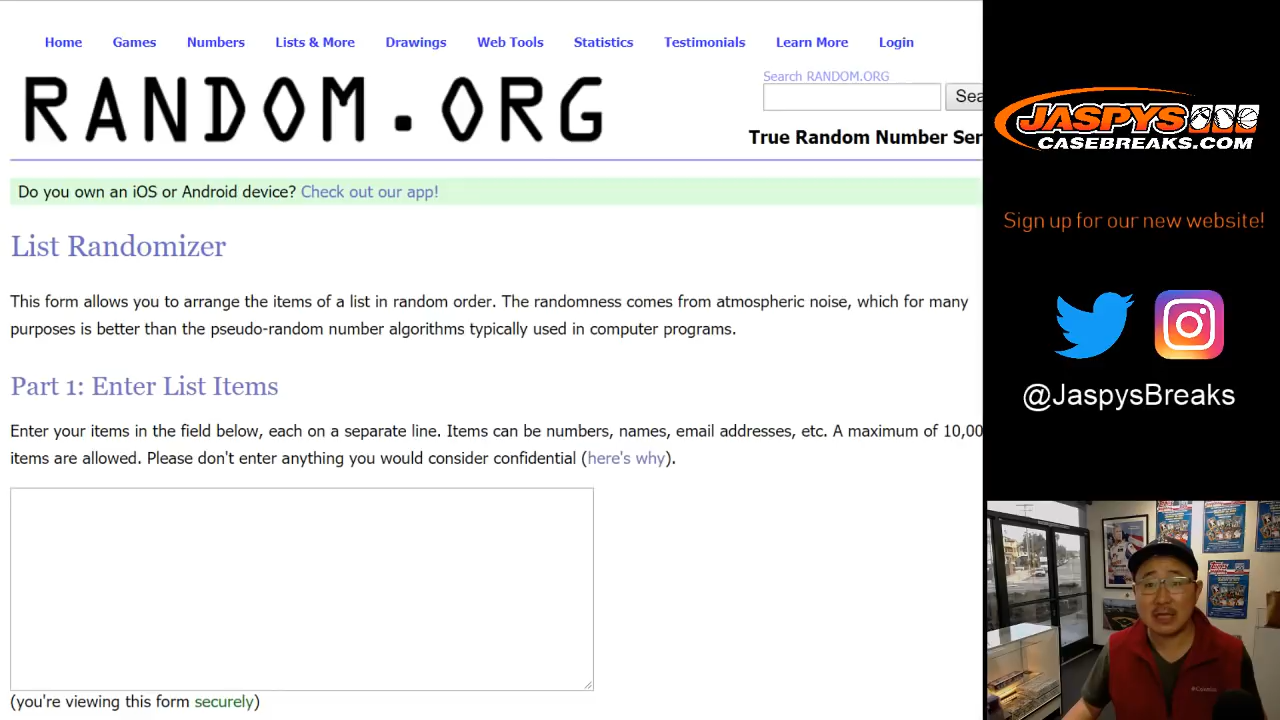 Home Games Numbers Lists & More Drawings Web Tools Statistics Testimonials Learn More Login
RANDOM.ORG
Search RANDOM.ORG
Sea
True Random Number Ser
Do you own an iOS or Android device? Check out our app!
List Randomizer
This form allows you to arrange the items of a list in random order. The randomness comes from atmospheric noise, which for many
purposes is better than the pseudo-random number algorithms typically used in computer programs.
Part 1: Enter List Items
Enter your items in the field below, each on a separate line. Items can be numbers, names, email addresses, etc. A maximum of 10,00
items are allowed. Please don't enter anything you would consider confidential (here's why).
(you're viewing this form securely)
JASPYS
CASEBREAKS.COM
Sign up for our new website!
@JaspysBreaks
Columbia